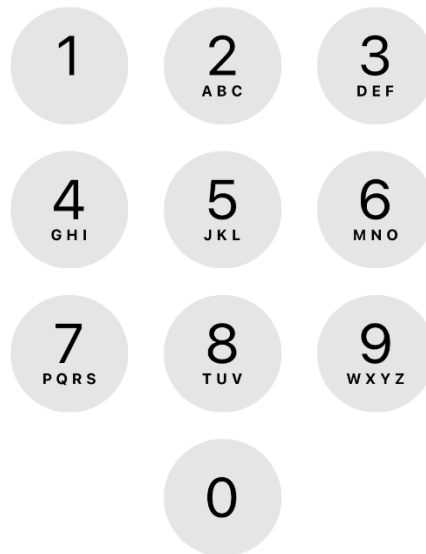 1 2 3
ABC DEF
4 5 6
GHI JKL MNO
7 8 9
PQRS TUV WXYZ
0